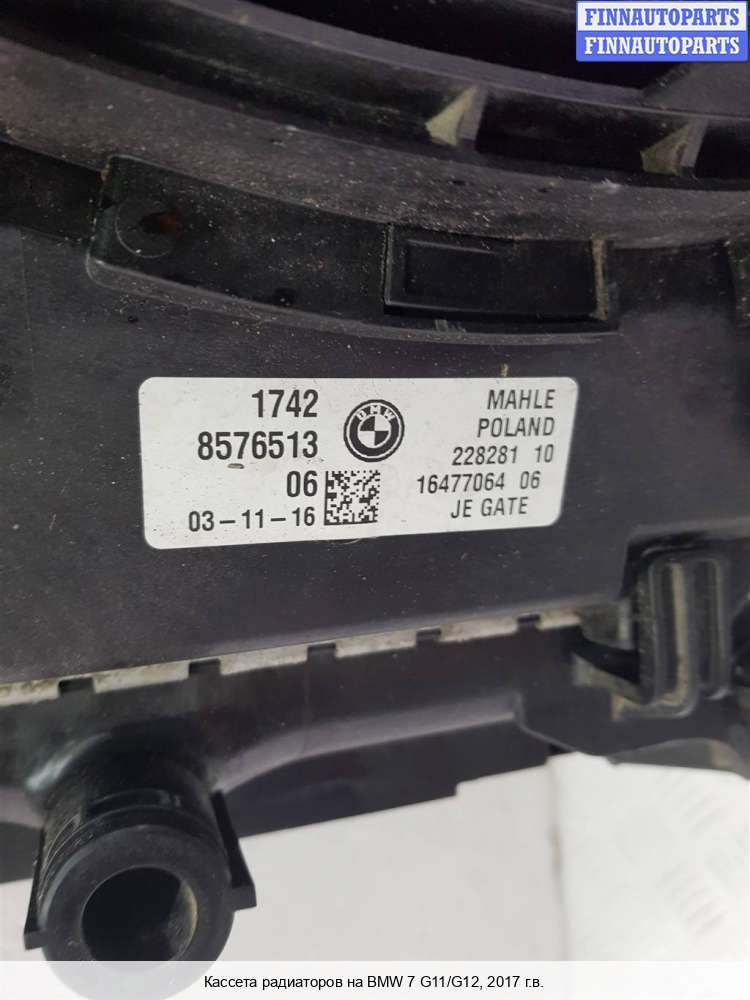 FINNAUTOPARTS
FINNAUTOPARTS
1742
8576513
06
03-11-16
BMW
MAHLE
POLAND
228281 10
16477064 06
JE GATE
Кассета радиаторов на BMW 7 G11/G12, 2017 г.в.